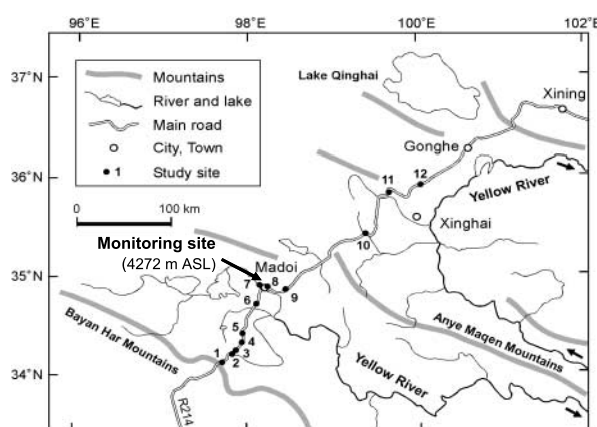 96°E 98°E 100°E 102°E
37°N
36°N
35°N
34°N
Mountains
River and lake
Main road
City, Town
1 Study site
0 100 km
Lake Qinghai
Xining
Gonghe
11 12
Yellow River
Xinghai
10
Monitoring site
(4272 m ASL)
Madoi
7 8 9
6
5
4
3
1 2
Bayan Har Mountains
Anye Maqen Mountains
Yellow River
R214